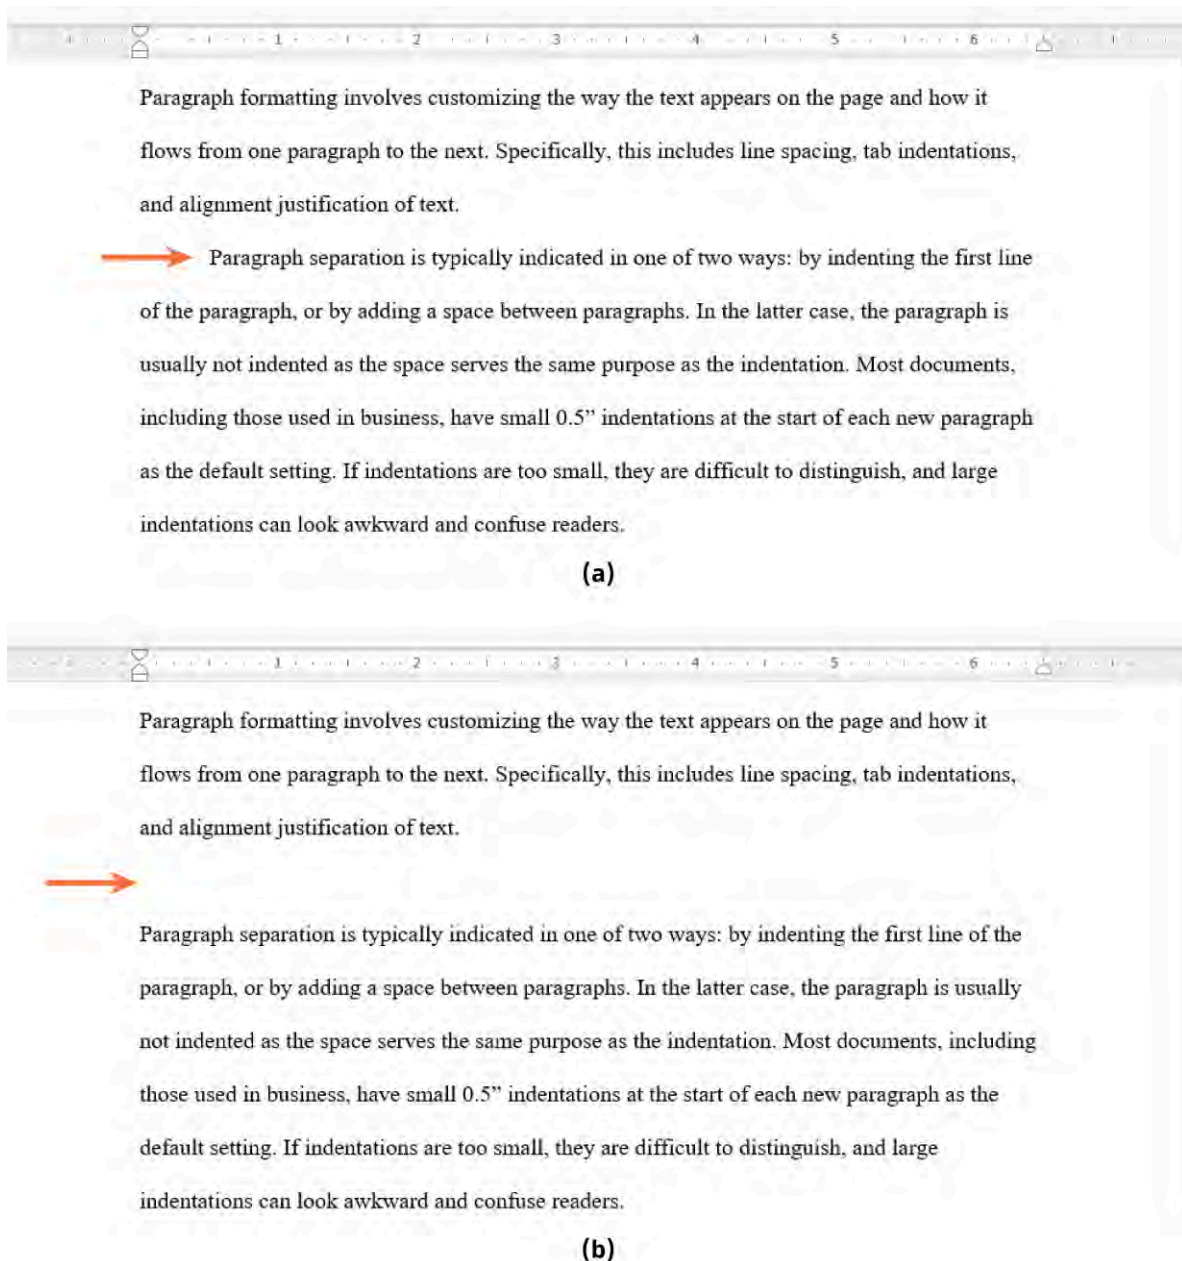 1 2 3 4 5 6
Paragraph formatting involves customizing the way the text appears on the page and how it
flows from one paragraph to the next. Specifically, this includes line spacing, tab indentations,
and alignment justification of text.
Paragraph separation is typically indicated in one of two ways: by indenting the first line
of the paragraph, or by adding a space between paragraphs. In the latter case, the paragraph is
usually not indented as the space serves the same purpose as the indentation. Most documents,
including those used in business, have small 0.5” indentations at the start of each new paragraph
as the default setting. If indentations are too small, they are difficult to distinguish, and large
indentations can look awkward and confuse readers.
(a)
1 2 3 4 5 6
Paragraph formatting involves customizing the way the text appears on the page and how it
flows from one paragraph to the next. Specifically, this includes line spacing, tab indentations,
and alignment justification of text.
Paragraph separation is typically indicated in one of two ways: by indenting the first line of the
paragraph, or by adding a space between paragraphs. In the latter case, the paragraph is usually
not indented as the space serves the same purpose as the indentation. Most documents, including
those used in business, have small 0.5” indentations at the start of each new paragraph as the
default setting. If indentations are too small, they are difficult to distinguish, and large
indentations can look awkward and confuse readers.
(b)